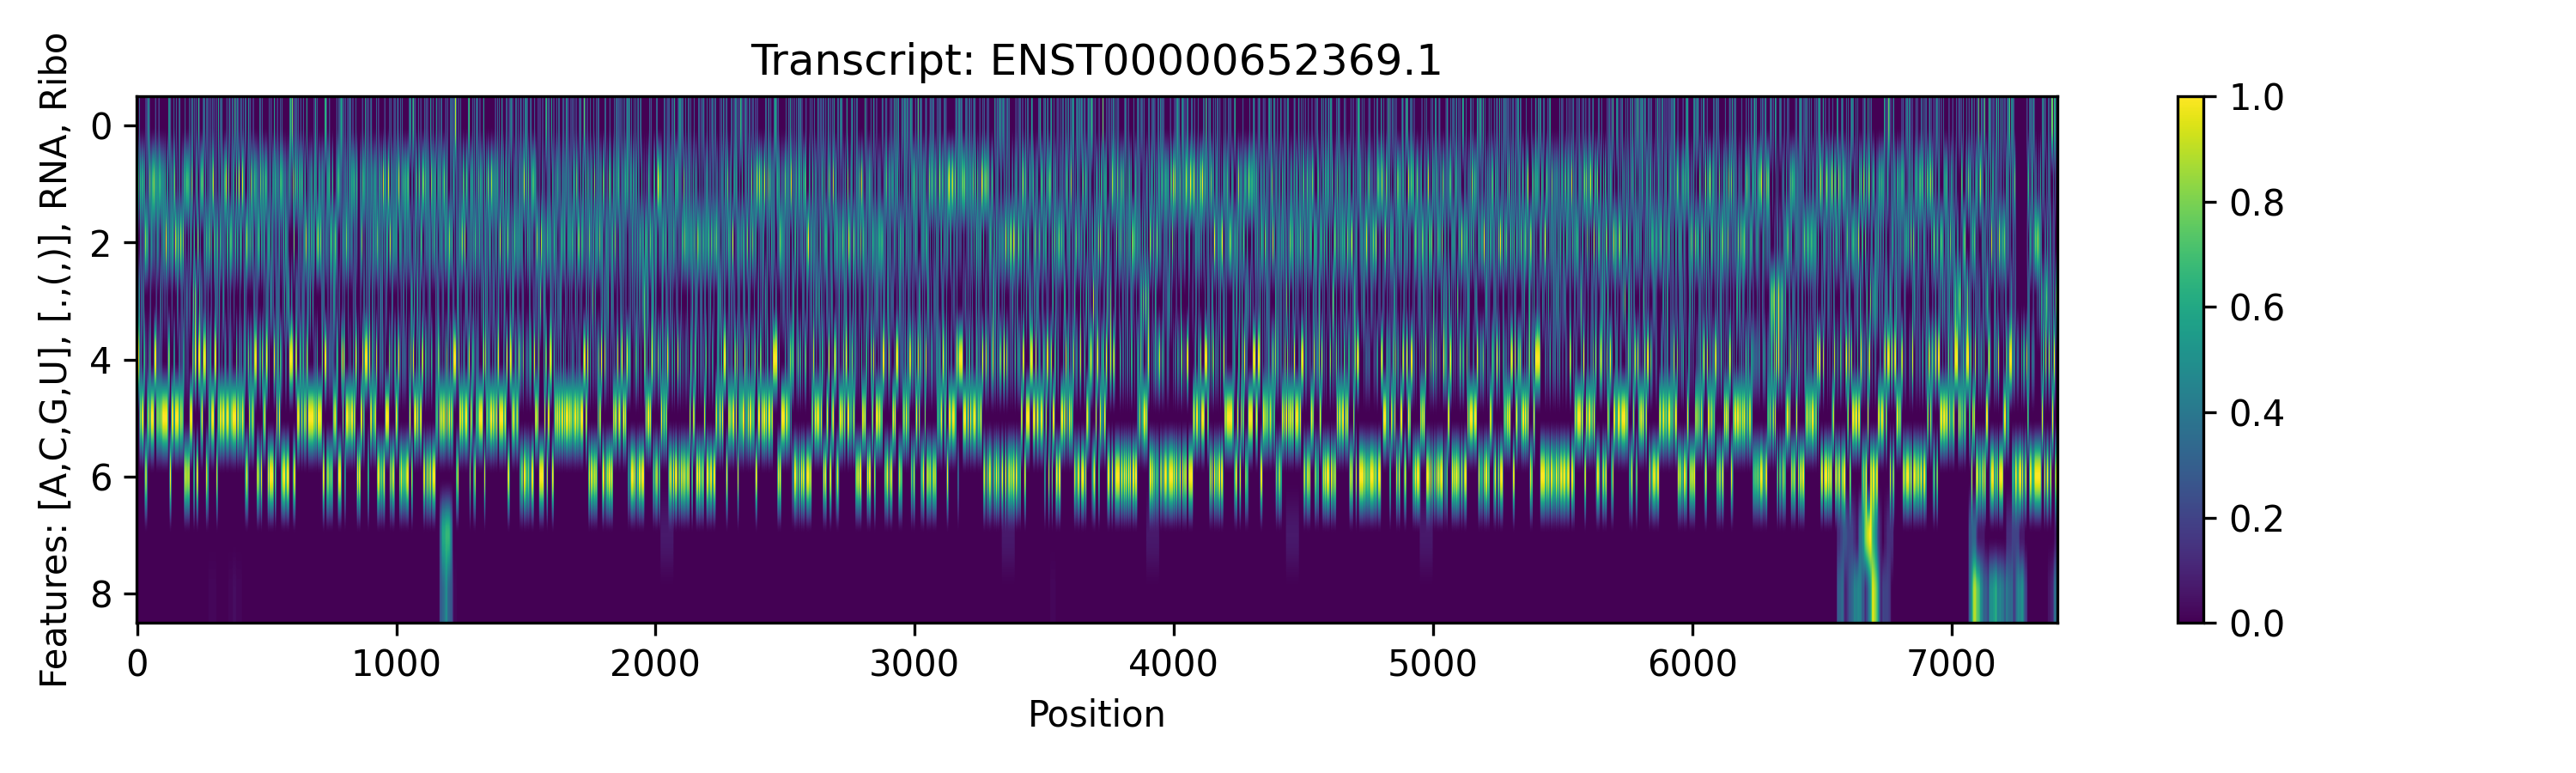 Transcript: ENST00000652369.1
Features: [A,C,G,U], [.,(,)], RNA, Ribo
0
2
4
6
8
0 1000 2000 3000 4000 5000 6000 7000
Position
1.0
0.8
0.6
0.4
0.2
0.0